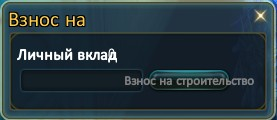 Взнос на
Личный вклад
Взнос на строительство